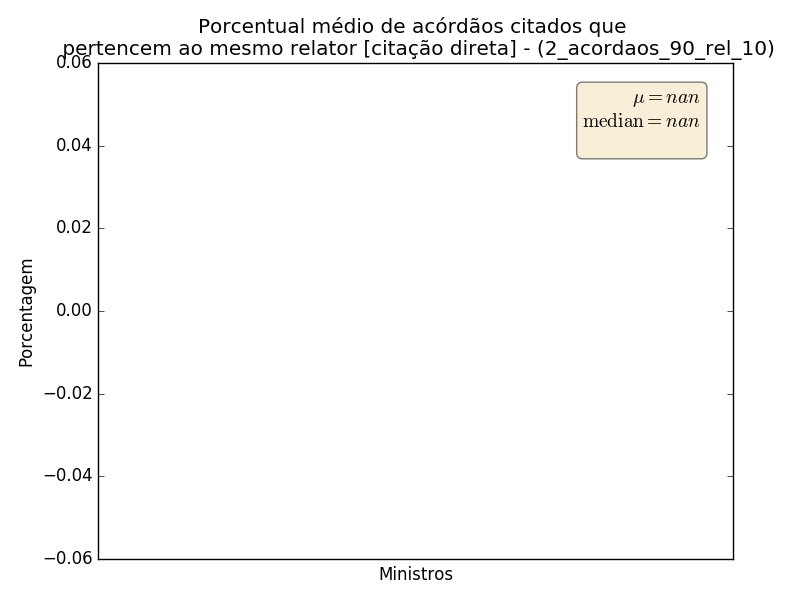 Porcentual médio de acórdãos citados que
pertencem ao mesmo relator [citação direta] - (2_acordaos_90_rel_10)
0.06
μ = nan
median = nan
0.04
0.02
0.00
−0.02
−0.04
−0.06
Porcentagem
Ministros